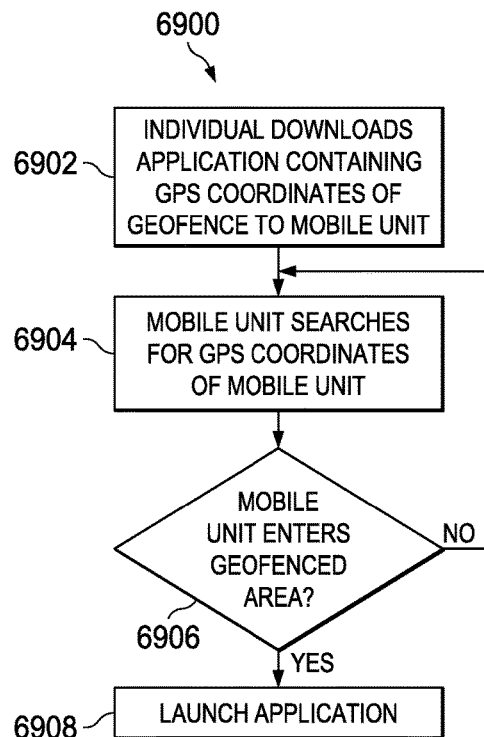 6900
INDIVIDUAL DOWNLOADS
APPLICATION CONTAINING
GPS COORDINATES OF
GEOFENCE TO MOBILE UNIT
6902
MOBILE UNIT SEARCHES
FOR GPS COORDINATES
OF MOBILE UNIT
6904
MOBILE
UNIT ENTERS
GEOFENCED
AREA?
NO
6906
YES
LAUNCH APPLICATION
6908